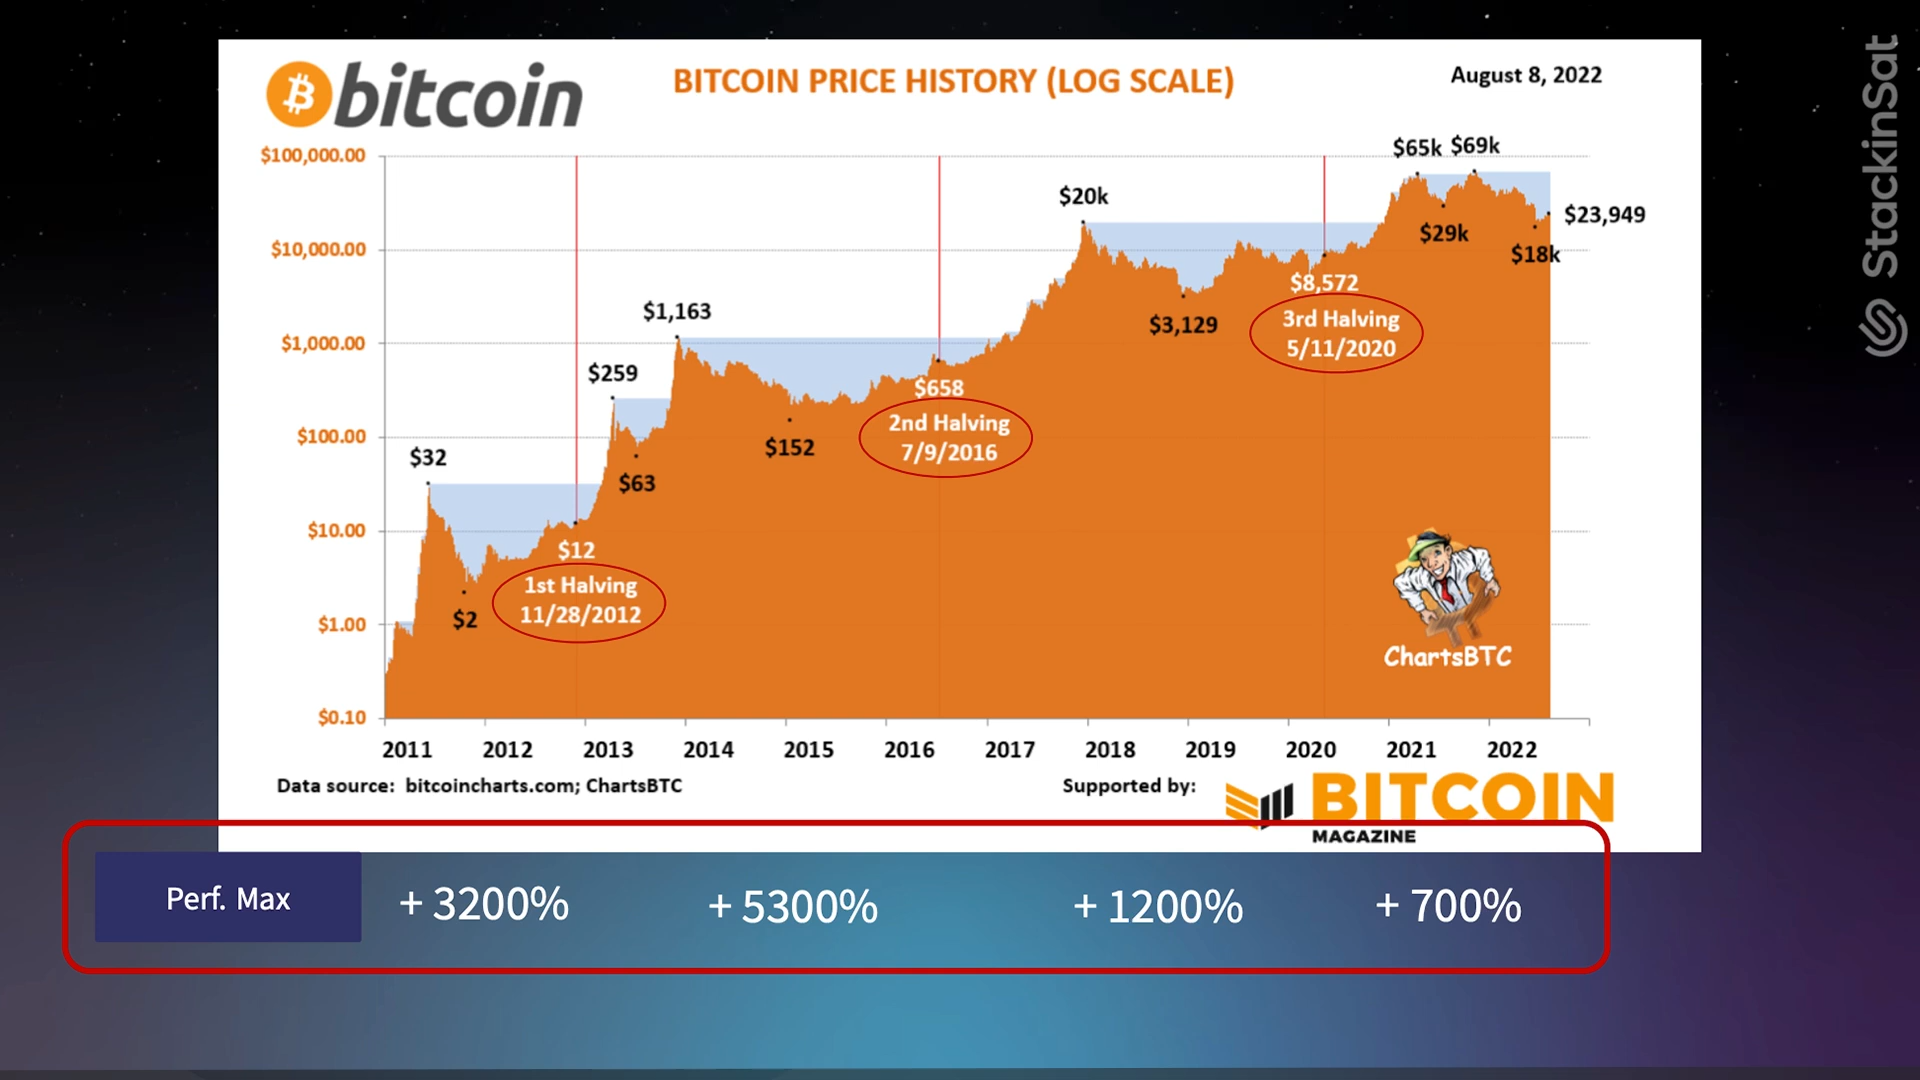 bitcoin
BITCOIN PRICE HISTORY (LOG SCALE)
August 8, 2022
StackinSat
$100,000.00
$10,000.00
$1,000.00
$100.00
$10.00
$1.00
$0.10
$32
$2
$12
1st Halving
11/28/2012
$259
$63
$1,163
$152
$658
2nd Halving
7/9/2016
$20k
$3,129
$8,572
3rd Halving
5/11/2020
$65k
$69k
$29k
$18k
$23,949
ChartsBTC
2011 2012 2013 2014 2015 2016 2017 2018 2019 2020 2021 2022
Data source: bitcoincharts.com; ChartsBTC
Supported by:
BITCOIN
MAGAZINE
Perf. Max + 3200% + 5300% + 1200% + 700%